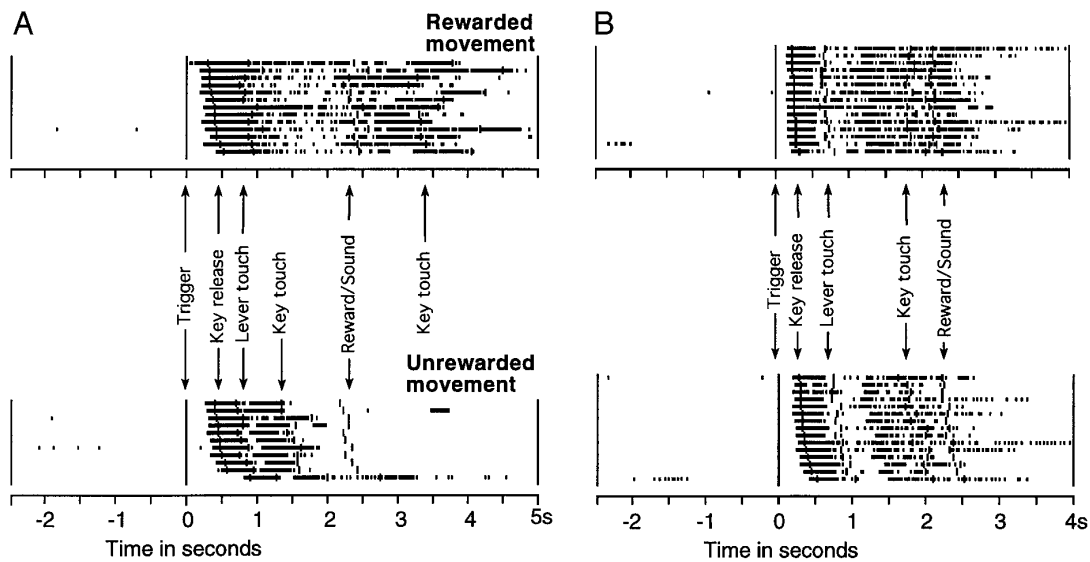 A
Rewarded
movement
B
Trigger
Key release
Lever touch
Key touch
Reward/Sound
Key touch
Trigger
Key release
Lever touch
Key touch
Reward/Sound
Unrewarded
movement
-2 -1 0 1 2 3 4 5s
Time in seconds
-2 -1 0 1 2 3 4s
Time in seconds